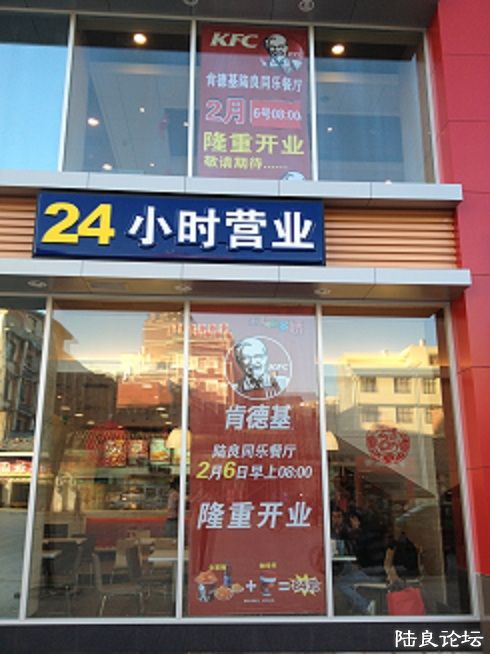 KFC
肯德基陆良同乐餐厅
2月 6号08:00
隆重开业
敬请期待......
24小时营业
KFC
肯德基
陆良同乐餐厅
2月6日早上08:00
隆重开业
+ =
陆良论坛